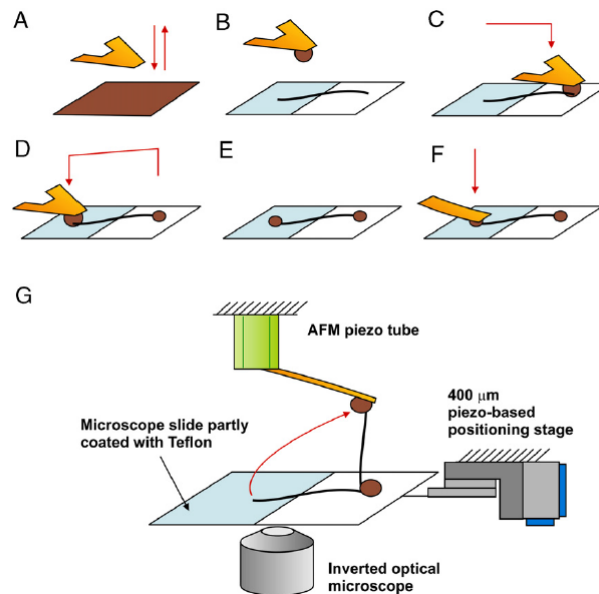 A
B
C
D
E
F
G
AFM piezo tube
400 μm
piezo-based
positioning stage
Microscope slide partly
coated with Teflon
Inverted optical
microscope